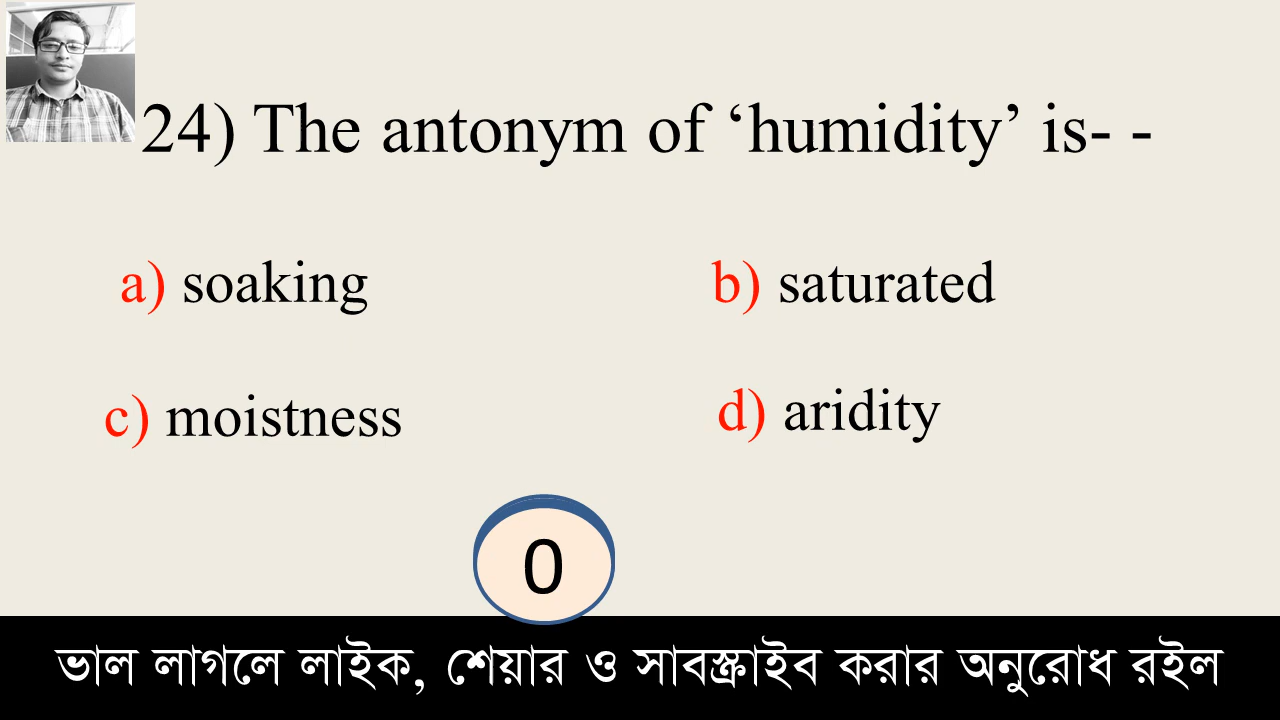 24) The antonym of ‘humidity’ is- -
a) soaking
b) saturated
c) moistness
d) aridity
0
ভাল লাগলে লাইক, শেয়ার ও সাবস্ক্রাইব করার অনুরোধ রইল